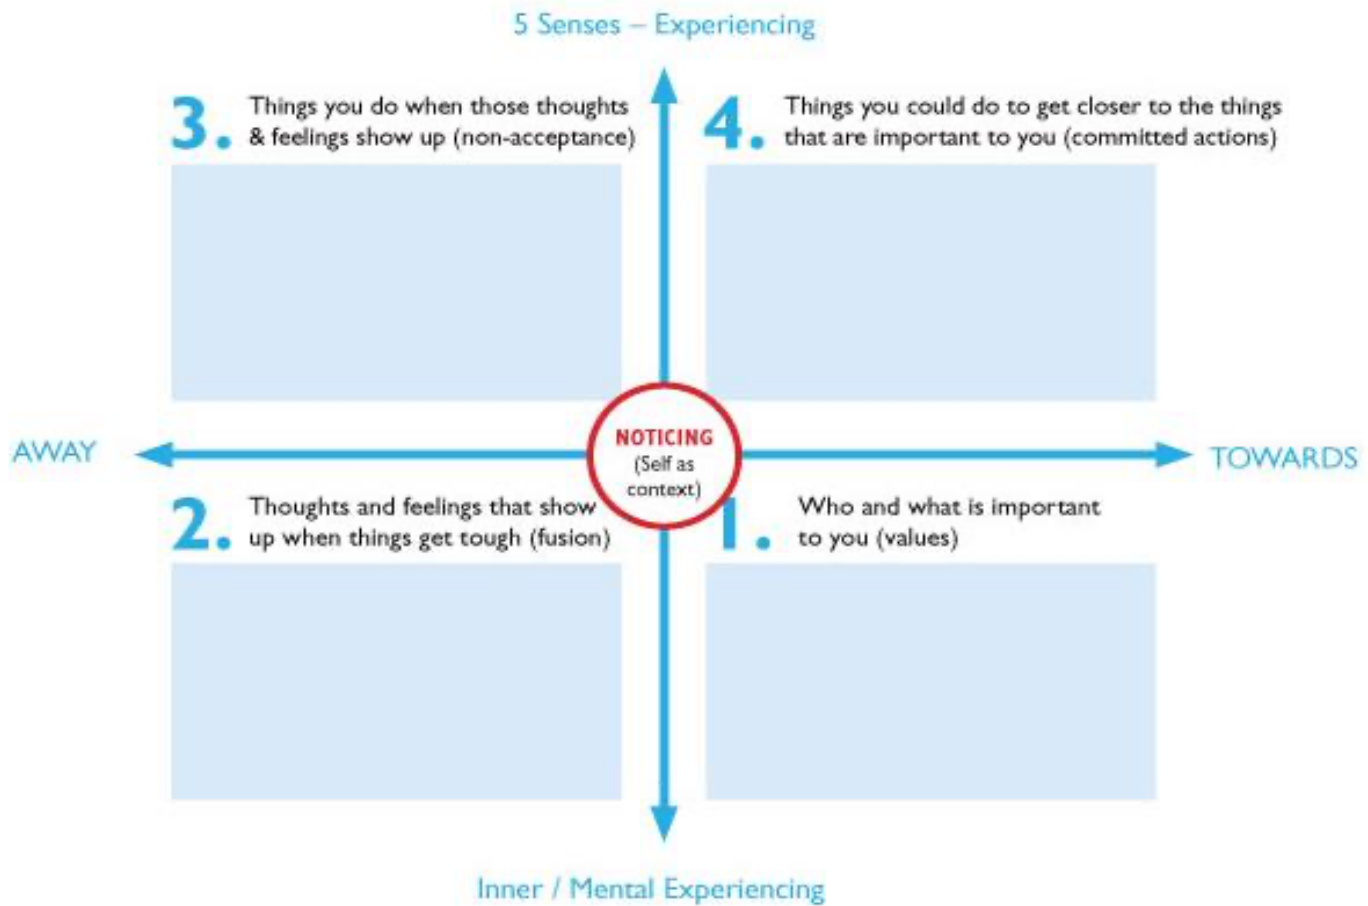 5 Senses – Experiencing
3. Things you do when those thoughts
& feelings show up (non-acceptance)
4. Things you could do to get closer to the things
that are important to you (committed actions)
AWAY
NOTICING
(Self as
context)
TOWARDS
2. Thoughts and feelings that show
up when things get tough (fusion)
1. Who and what is important
to you (values)
Inner / Mental Experiencing